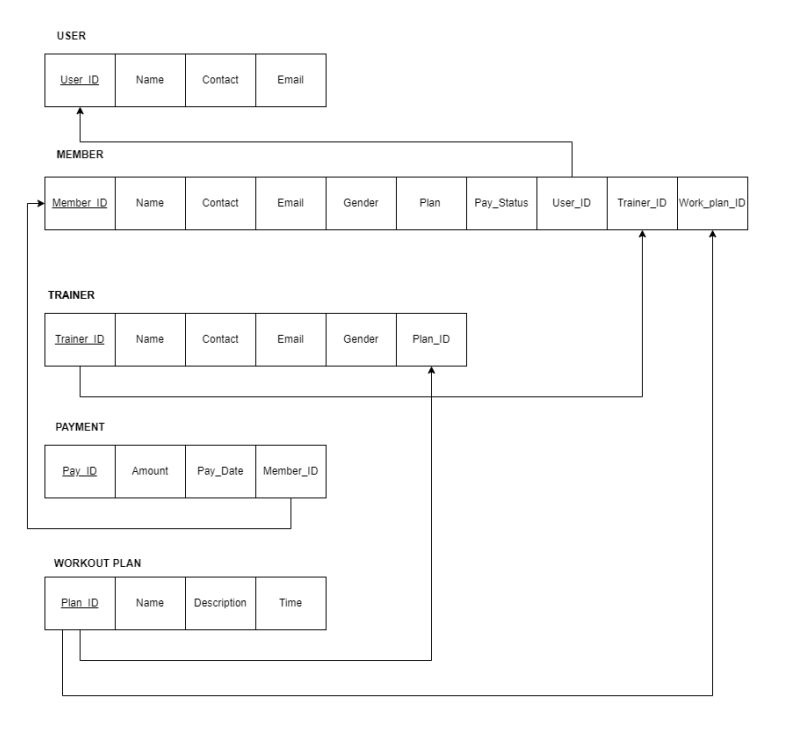 USER
User_ID Name Contact Email
MEMBER
Member_ID Name Contact Email Gender Plan Pay_Status User_ID Trainer_ID Work_plan_ID
TRAINER
Trainer_ID Name Contact Email Gender Plan_ID
PAYMENT
Pay_ID Amount Pay_Date Member_ID
WORKOUT PLAN
Plan_ID Name Description Time